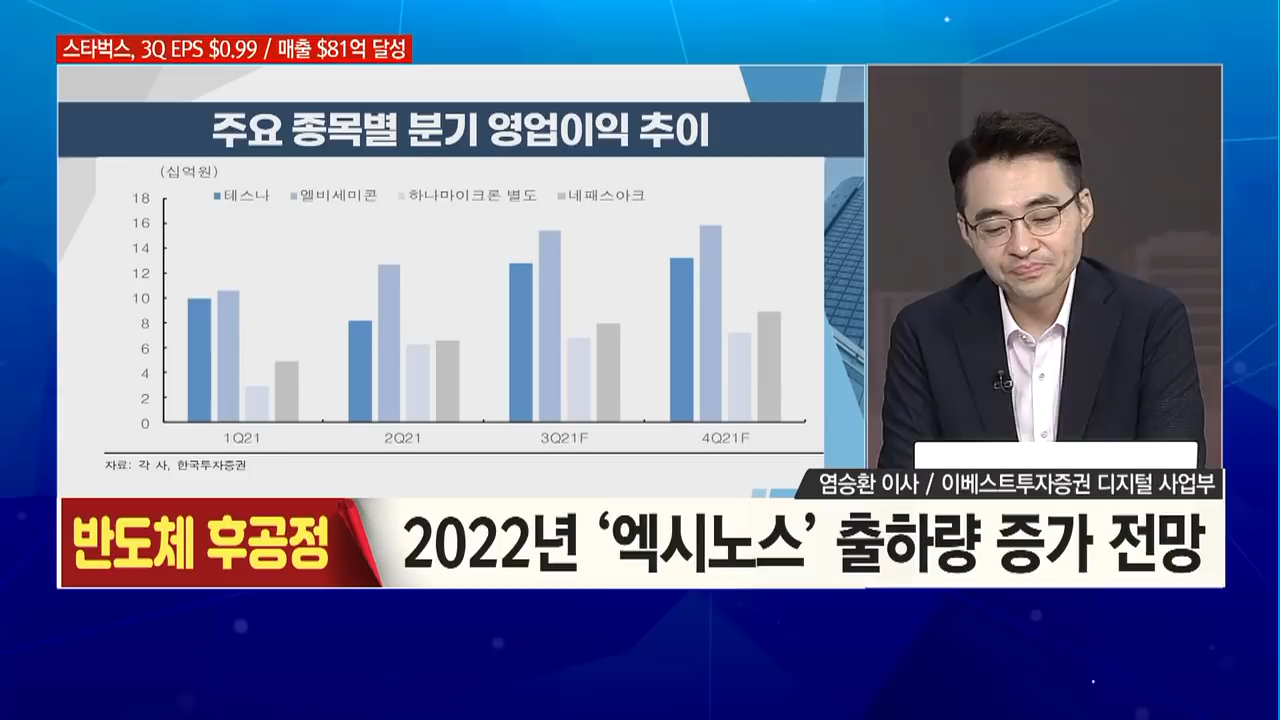 스타벅스, 3Q EPS $0.99 / 매출 $81억 달성
주요 종목별 분기 영업이익 추이
(십억원)
테스나 엘비세미콘 하나마이크론 별도 네패스아크
18
16
14
12
10
8
6
4
2
0
1Q21 2Q21 3Q21F 4Q21F
자료: 각 사, 한국투자증권
염승환 이사 / 이베스트투자증권 디지털 사업부
반도체 후공정
2022년 ‘엑시노스’ 출하량 증가 전망